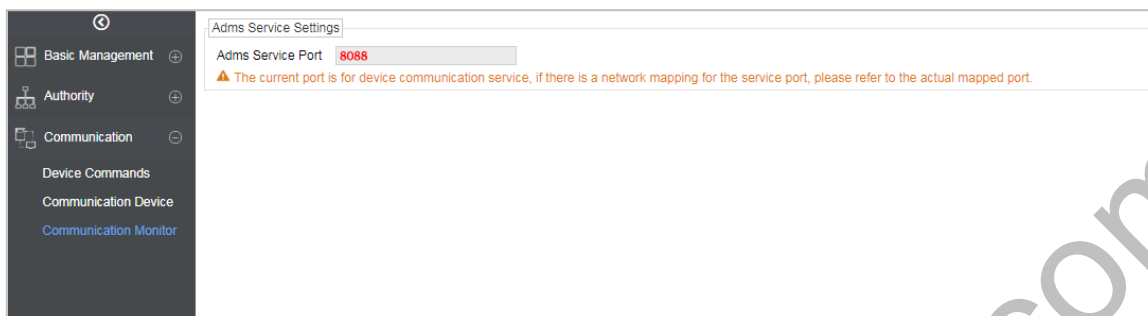 Adms Service Settings
Basic Management
Adms Service Port 8088
The current port is for device communication service, if there is a network mapping for the service port, please refer to the actual mapped port.
Authority
Communication
Device Commands
Communication Device
Communication Monitor
com